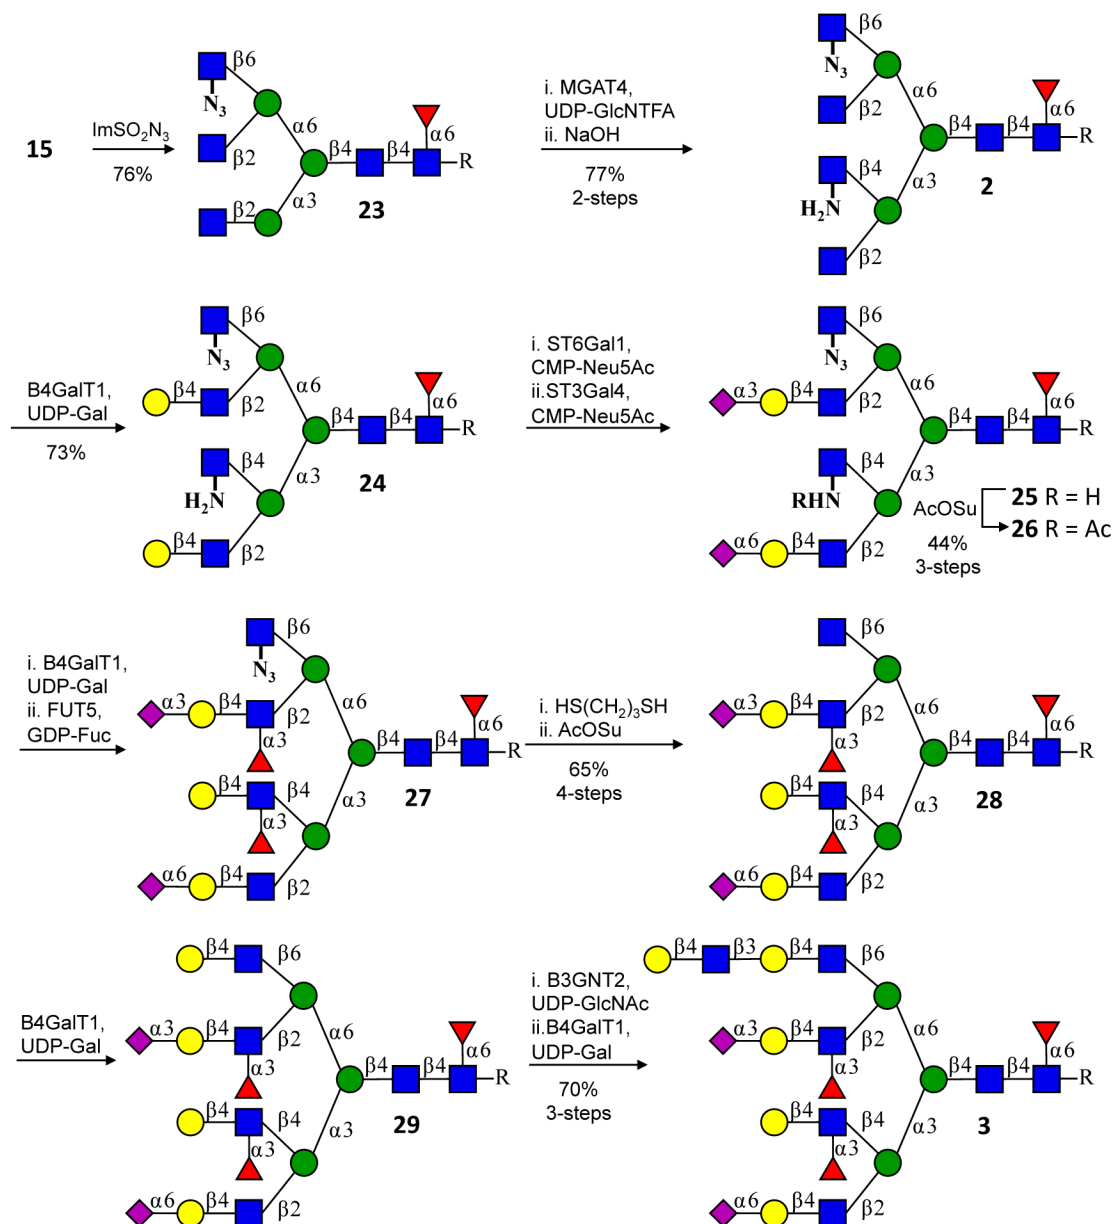 15
ImSO2N3
76%
β6
N3
β2
α6
β4
β4
α6
R
α3
β2
23
i. MGAT4,
UDP-GlcNTFA
ii. NaOH
77%
2-steps
β6
N3
β2
α6
β4
β4
α6
R
β4
H2N
α3
β2
2
B4GalT1,
UDP-Gal
73%
β6
N3
β4
β2
α6
β4
β4
α6
R
β4
H2N
α3
β4
β2
24
i. ST6Gal1,
CMP-Neu5Ac
ii.ST3Gal4,
CMP-Neu5Ac
β6
N3
α3
β4
β2
α6
β4
β4
α6
R
β4
RHN
α3
α6
β4
β2
AcOSu
25 R = H
26 R = Ac
44%
3-steps
i. B4GalT1,
UDP-Gal
ii. FUT5,
GDP-Fuc
β6
N3
α3
β4
β2
α3
α6
β4
β4
α6
R
β4
β4
α3
α3
α6
β4
β2
27
i. HS(CH2)3SH
ii. AcOSu
65%
4-steps
β6
α3
β4
β2
α3
α6
β4
β4
α6
R
β4
β4
α3
α3
α6
β4
β2
28
B4GalT1,
UDP-Gal
β4
β6
α3
β4
β2
α3
α6
β4
β4
α6
R
β4
β4
α3
α3
α6
β4
β2
29
i. B3GNT2,
UDP-GlcNAc
ii.B4GalT1,
UDP-Gal
70%
3-steps
β4
β3
β4
β6
α3
β4
β2
α3
α6
β4
β4
α6
R
β4
β4
α3
α3
α6
β4
β2
3